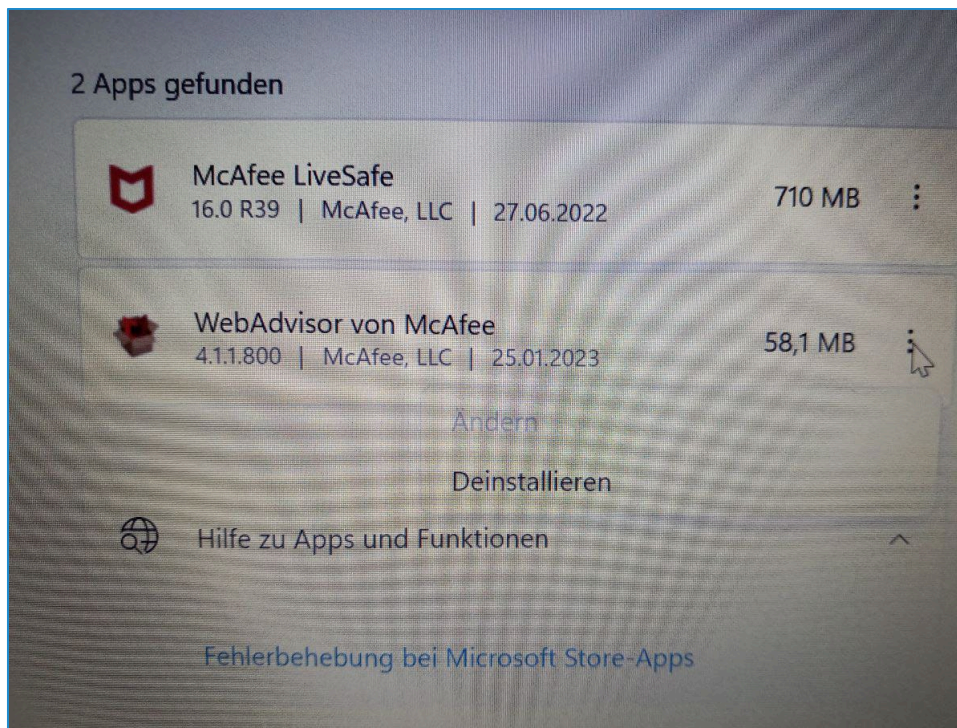 2 Apps gefunden
McAfee LiveSafe
16.0 R39 | McAfee, LLC | 27.06.2022
710 MB
WebAdvisor von McAfee
4.1.1.800 | McAfee, LLC | 25.01.2023
58,1 MB
Ändern
Deinstallieren
Hilfe zu Apps und Funktionen
Fehlerbehebung bei Microsoft Store-Apps